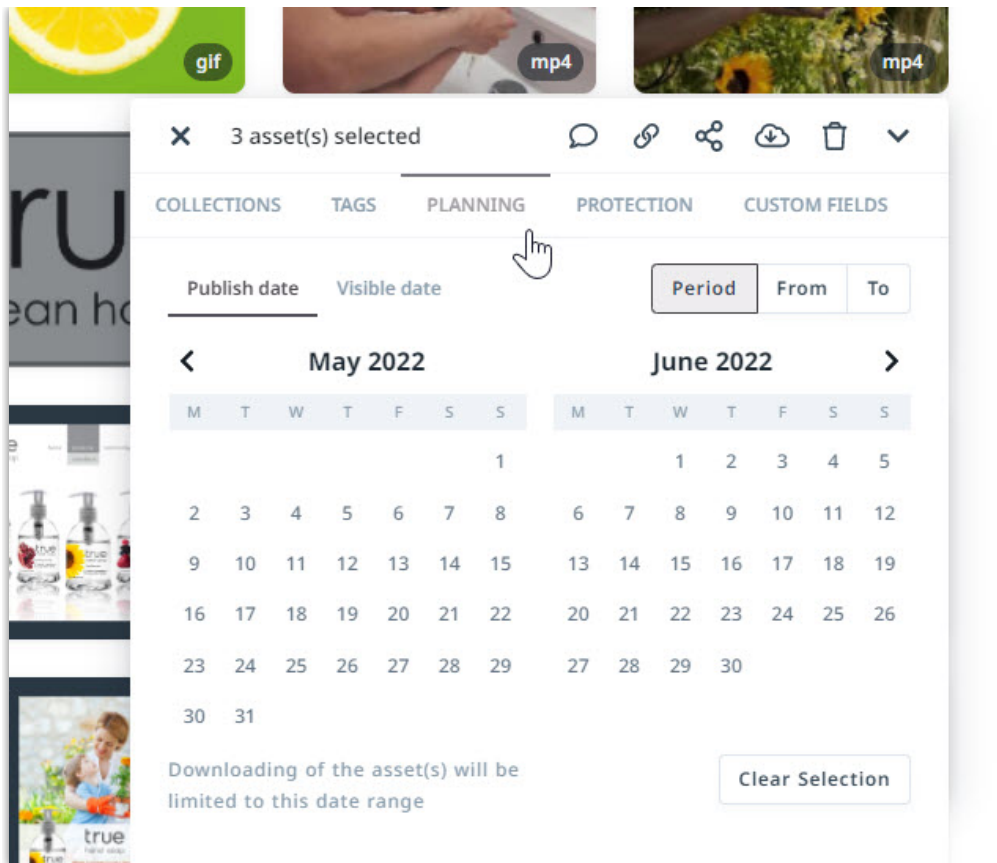 gif
mp4
mp4
3 asset(s) selected
COLLECTIONS TAGS PLANNING PROTECTION CUSTOM FIELDS
Publish date Visible date Period From To
May 2022 June 2022
M T W T F S S M T W T F S S
1 1 2 3 4 5
2 3 4 5 6 7 8 6 7 8 9 10 11 12
9 10 11 12 13 14 15 13 14 15 16 17 18 19
16 17 18 19 20 21 22 20 21 22 23 24 25 26
23 24 25 26 27 28 29 27 28 29 30
30 31
Downloading of the asset(s) will be
limited to this date range
Clear Selection
ru
ean ha
true
true
true
hand soap
true